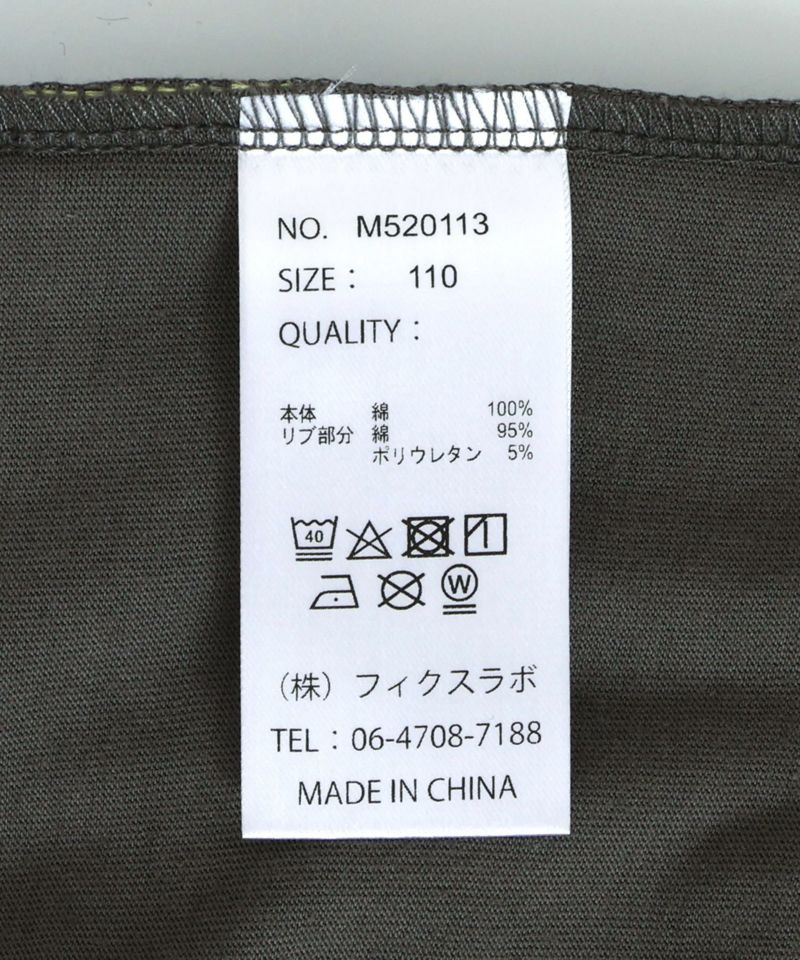 NO. M520113
SIZE： 110
QUALITY：
本体 綿 100%
リブ部分 綿 95%
ポリウレタン 5%
40
W
（株）フィクスラボ
TEL：06-4708-7188
MADE IN CHINA